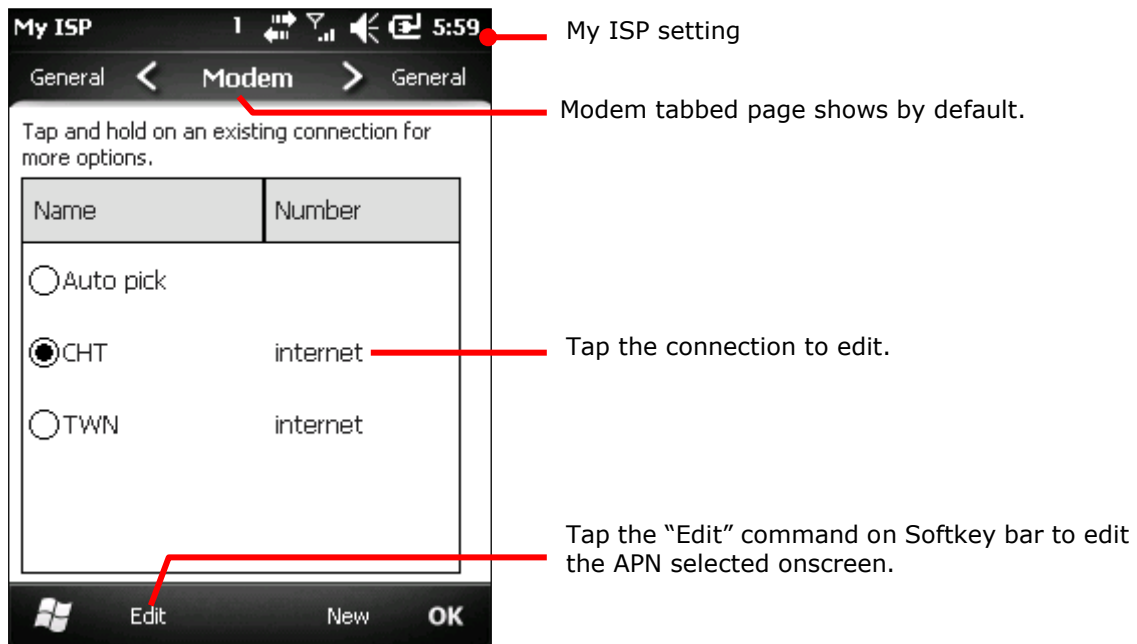 My ISP 1 5:59
My ISP setting
General < Modem > General
Modem tabbed page shows by default.
Tap and hold on an existing connection for
more options.
Name Number
Auto pick
CHT internet
Tap the connection to edit.
TWN internet
Tap the “Edit” command on Softkey bar to edit
the APN selected onscreen.
Edit New OK